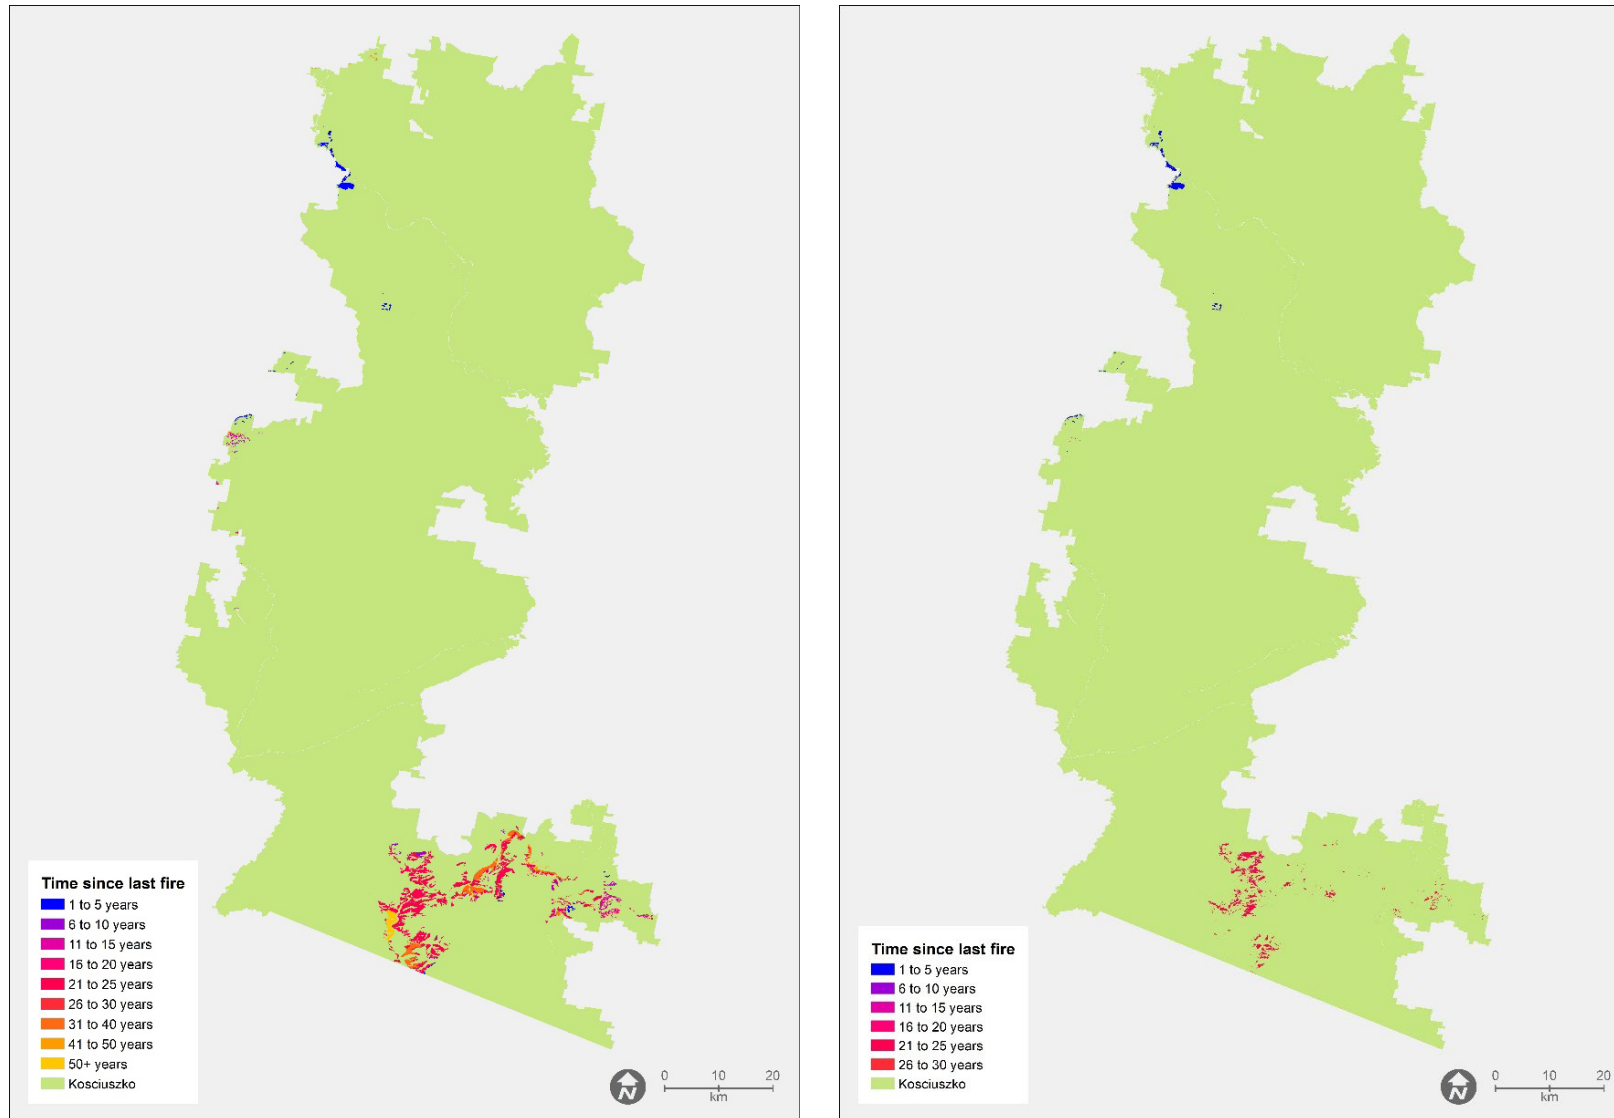 Time since last fire
1 to 5 years
6 to 10 years
11 to 15 years
16 to 20 years
21 to 25 years
26 to 30 years
31 to 40 years
41 to 50 years
50+ years
Kosciuszko
N
0 10 20
km
Time since last fire
1 to 5 years
6 to 10 years
11 to 15 years
16 to 20 years
21 to 25 years
26 to 30 years
Kosciuszko
N
0 10 20
km